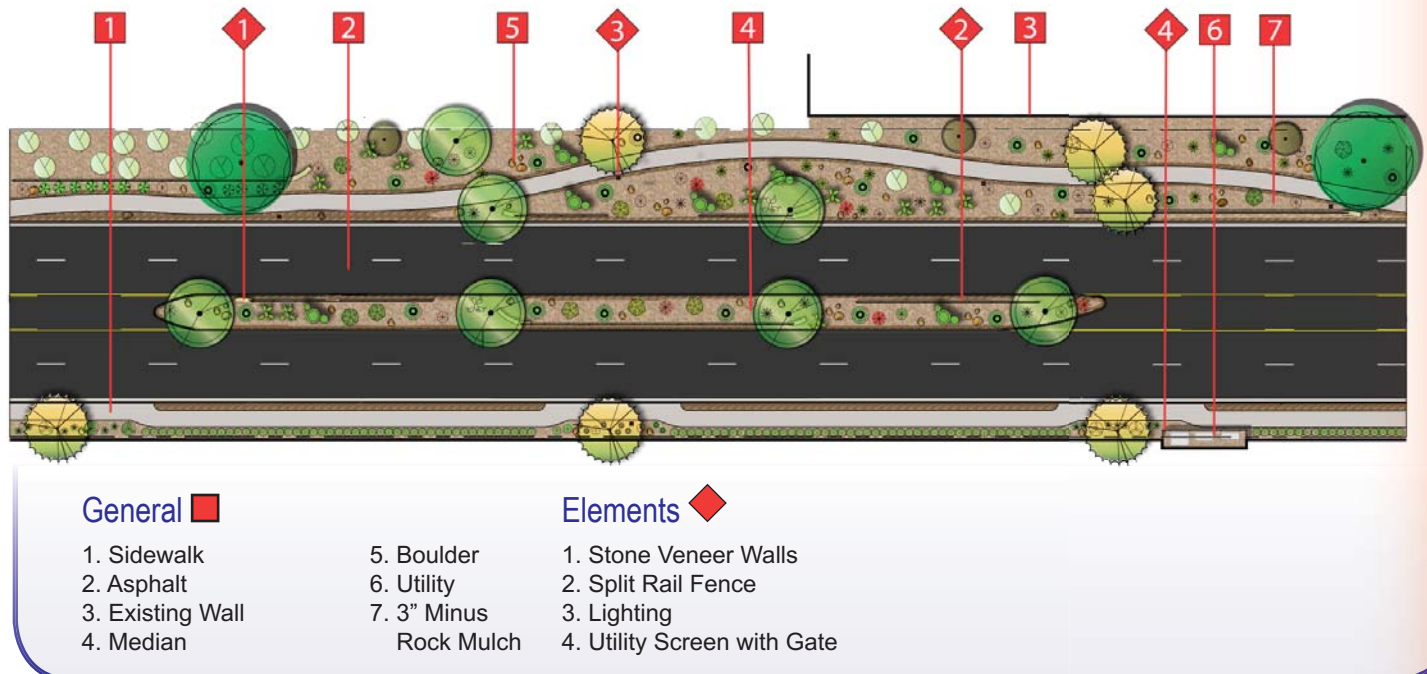 1 1 2 5 3 4 2 3 4 6 7
General
1. Sidewalk
2. Asphalt
3. Existing Wall
4. Median
5. Boulder
6. Utility
7. 3” Minus
Rock Mulch
Elements
1. Stone Veneer Walls
2. Split Rail Fence
3. Lighting
4. Utility Screen with Gate